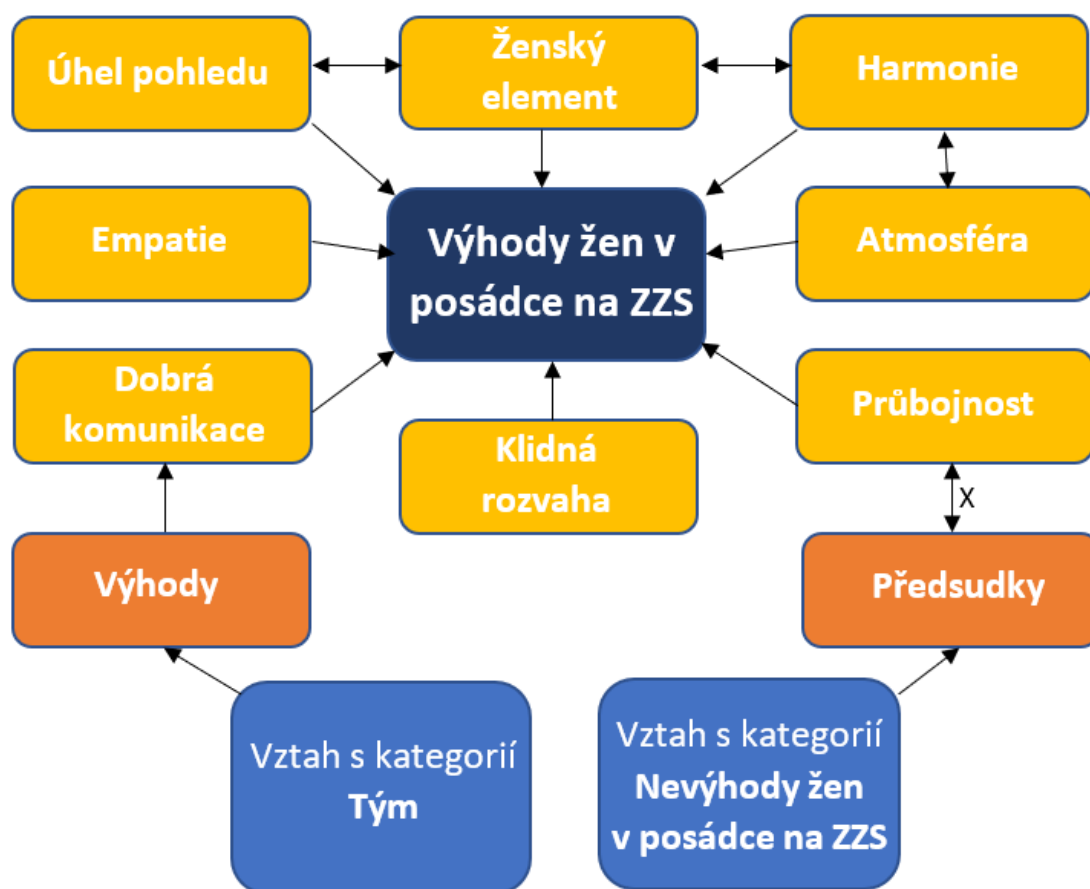 Úhel pohledu
Ženský
element
Harmonie
Empatie
Výhody žen v
posádce na ZZS
Atmosféra
Dobrá
komunikace
Klidná
rozvaha
Průbojnost
X
Výhody
Předsudky
Vztah s kategorií
Tým
Vztah s kategorií
Nevýhody žen
v posádce na ZZS